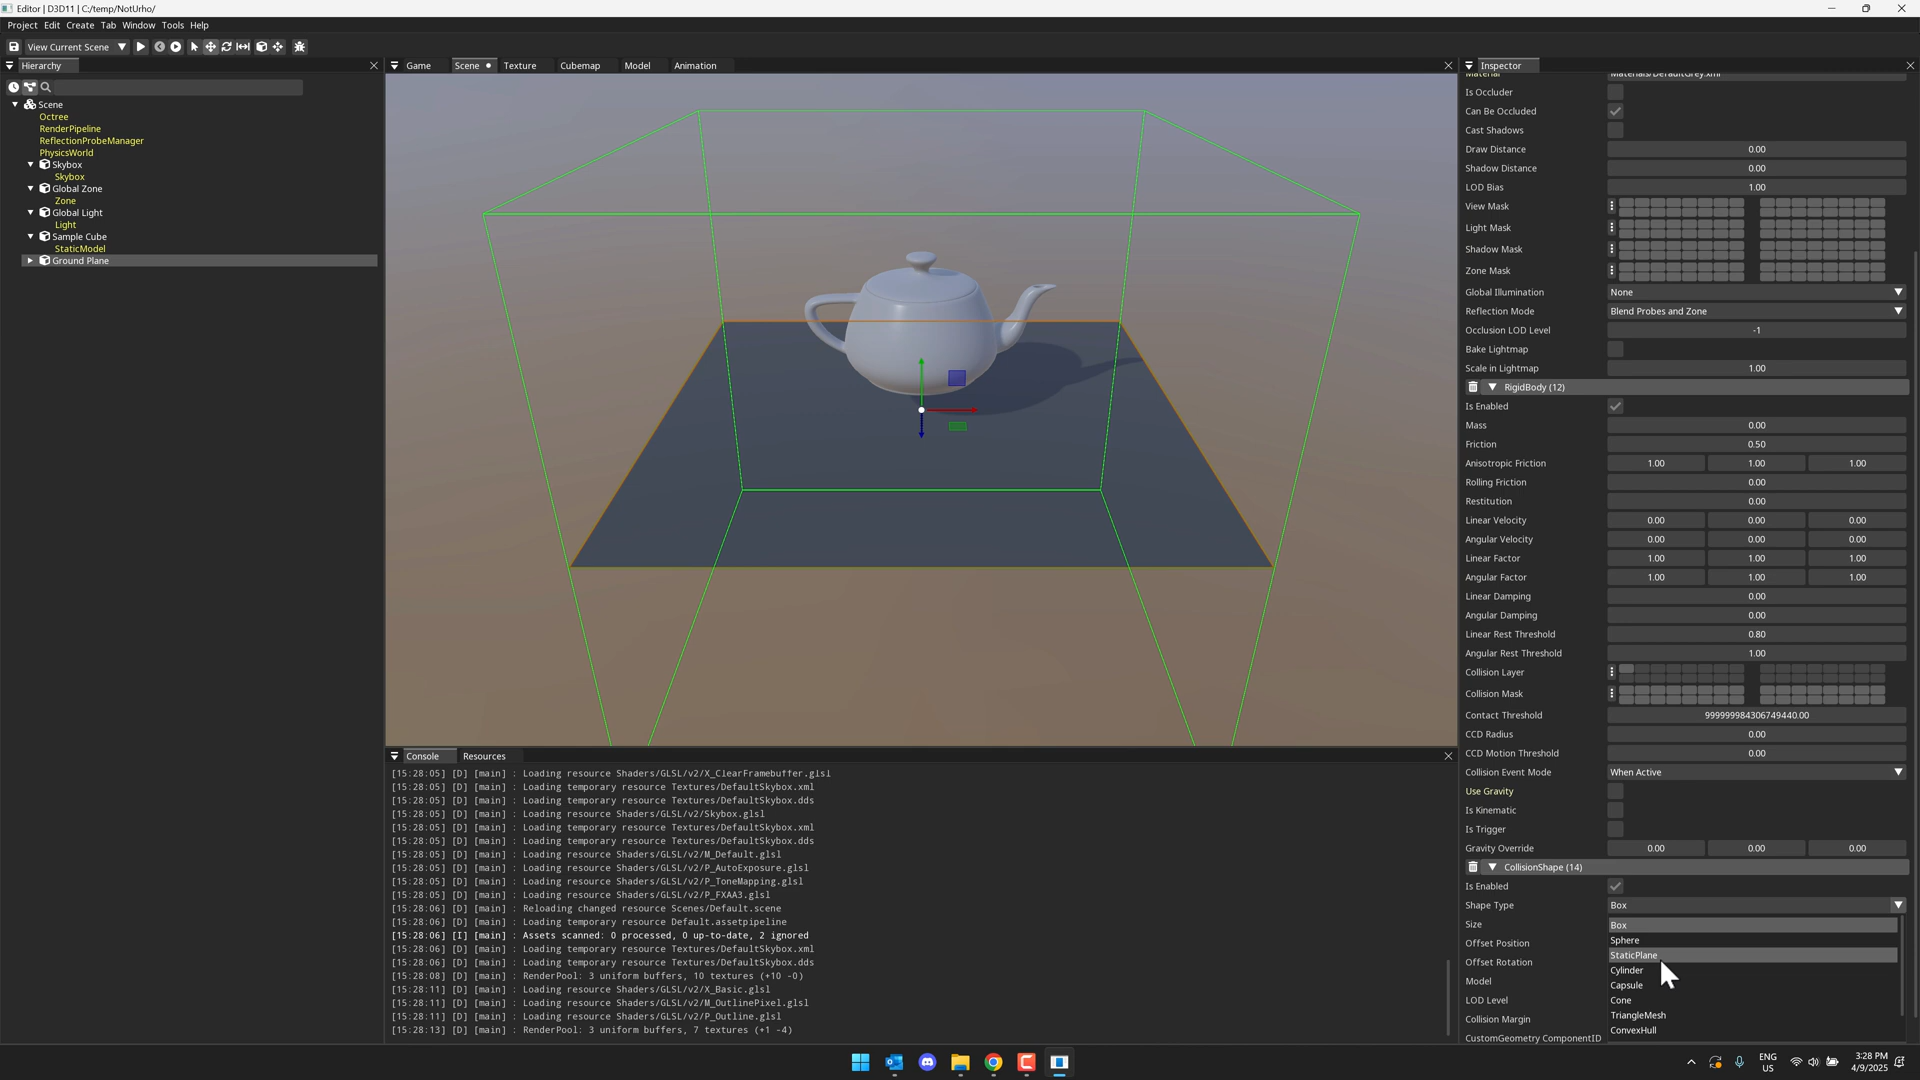 Editor | D3D11 | C:/temp/NotUrho/
Project Edit Create Tab Window Tools Help
View Current Scene
Hierarchy
Scene
Octree
RenderPipeline
ReflectionProbeManager
PhysicsWorld
Skybox
Skybox
Global Zone
Zone
Global Light
Light
Sample Cube
StaticModel
Ground Plane
Game Scene Texture Cubemap Model Animation
Console Resources
[15:28:05] [D] [main] : Loading resource Shaders/GLSL/v2/X_ClearFramebuffer.glsl
[15:28:05] [D] [main] : Loading temporary resource Textures/DefaultSkybox.xml
[15:28:05] [D] [main] : Loading temporary resource Textures/DefaultSkybox.dds
[15:28:05] [D] [main] : Loading resource Shaders/GLSL/v2/Skybox.glsl
[15:28:05] [D] [main] : Loading temporary resource Textures/DefaultSkybox.xml
[15:28:05] [D] [main] : Loading temporary resource Textures/DefaultSkybox.dds
[15:28:05] [D] [main] : Loading resource Shaders/GLSL/v2/M_Default.glsl
[15:28:05] [D] [main] : Loading resource Shaders/GLSL/v2/P_AutoExposure.glsl
[15:28:05] [D] [main] : Loading resource Shaders/GLSL/v2/P_ToneMapping.glsl
[15:28:05] [D] [main] : Loading resource Shaders/GLSL/v2/P_FXAA3.glsl
[15:28:06] [D] [main] : Reloading changed resource Scenes/Default.scene
[15:28:06] [D] [main] : Loading temporary resource Default.assetpipeline
[15:28:06] [I] [main] : Assets scanned: 0 processed, 0 up-to-date, 2 ignored
[15:28:06] [D] [main] : Loading temporary resource Textures/DefaultSkybox.xml
[15:28:06] [D] [main] : Loading temporary resource Textures/DefaultSkybox.dds
[15:28:08] [D] [main] : RenderPool: 3 uniform buffers, 10 textures (+10 -0)
[15:28:11] [D] [main] : Loading resource Shaders/GLSL/v2/X_Basic.glsl
[15:28:11] [D] [main] : Loading resource Shaders/GLSL/v2/M_OutlinePixel.glsl
[15:28:11] [D] [main] : Loading resource Shaders/GLSL/v2/P_Outline.glsl
[15:28:13] [D] [main] : RenderPool: 3 uniform buffers, 7 textures (+1 -4)
Inspector
Material Materials/DefaultGrey.xml
Is Occluder
Can Be Occluded
Cast Shadows
Draw Distance 0.00
Shadow Distance 0.00
LOD Bias 1.00
View Mask
Light Mask
Shadow Mask
Zone Mask
Global Illumination None
Reflection Mode Blend Probes and Zone
Occlusion LOD Level -1
Bake Lightmap
Scale in Lightmap 1.00
RigidBody (12)
Is Enabled
Mass 0.00
Friction 0.50
Anisotropic Friction 1.00 1.00 1.00
Rolling Friction 0.00
Restitution 0.00
Linear Velocity 0.00 0.00 0.00
Angular Velocity 0.00 0.00 0.00
Linear Factor 1.00 1.00 1.00
Angular Factor 1.00 1.00 1.00
Linear Damping 0.00
Angular Damping 0.00
Linear Rest Threshold 0.80
Angular Rest Threshold 1.00
Collision Layer
Collision Mask
Contact Threshold 999999984306749440.00
CCD Radius 0.00
CCD Motion Threshold 0.00
Collision Event Mode When Active
Use Gravity
Is Kinematic
Is Trigger
Gravity Override 0.00 0.00 0.00
CollisionShape (14)
Is Enabled
Shape Type Box
Size Box
Sphere
Offset Position
StaticPlane
Offset Rotation
Cylinder
Model
Capsule
LOD Level Cone
Collision Margin TriangleMesh
CustomGeometry ComponentID ConvexHull
ENG
US
3:28 PM
4/9/2025